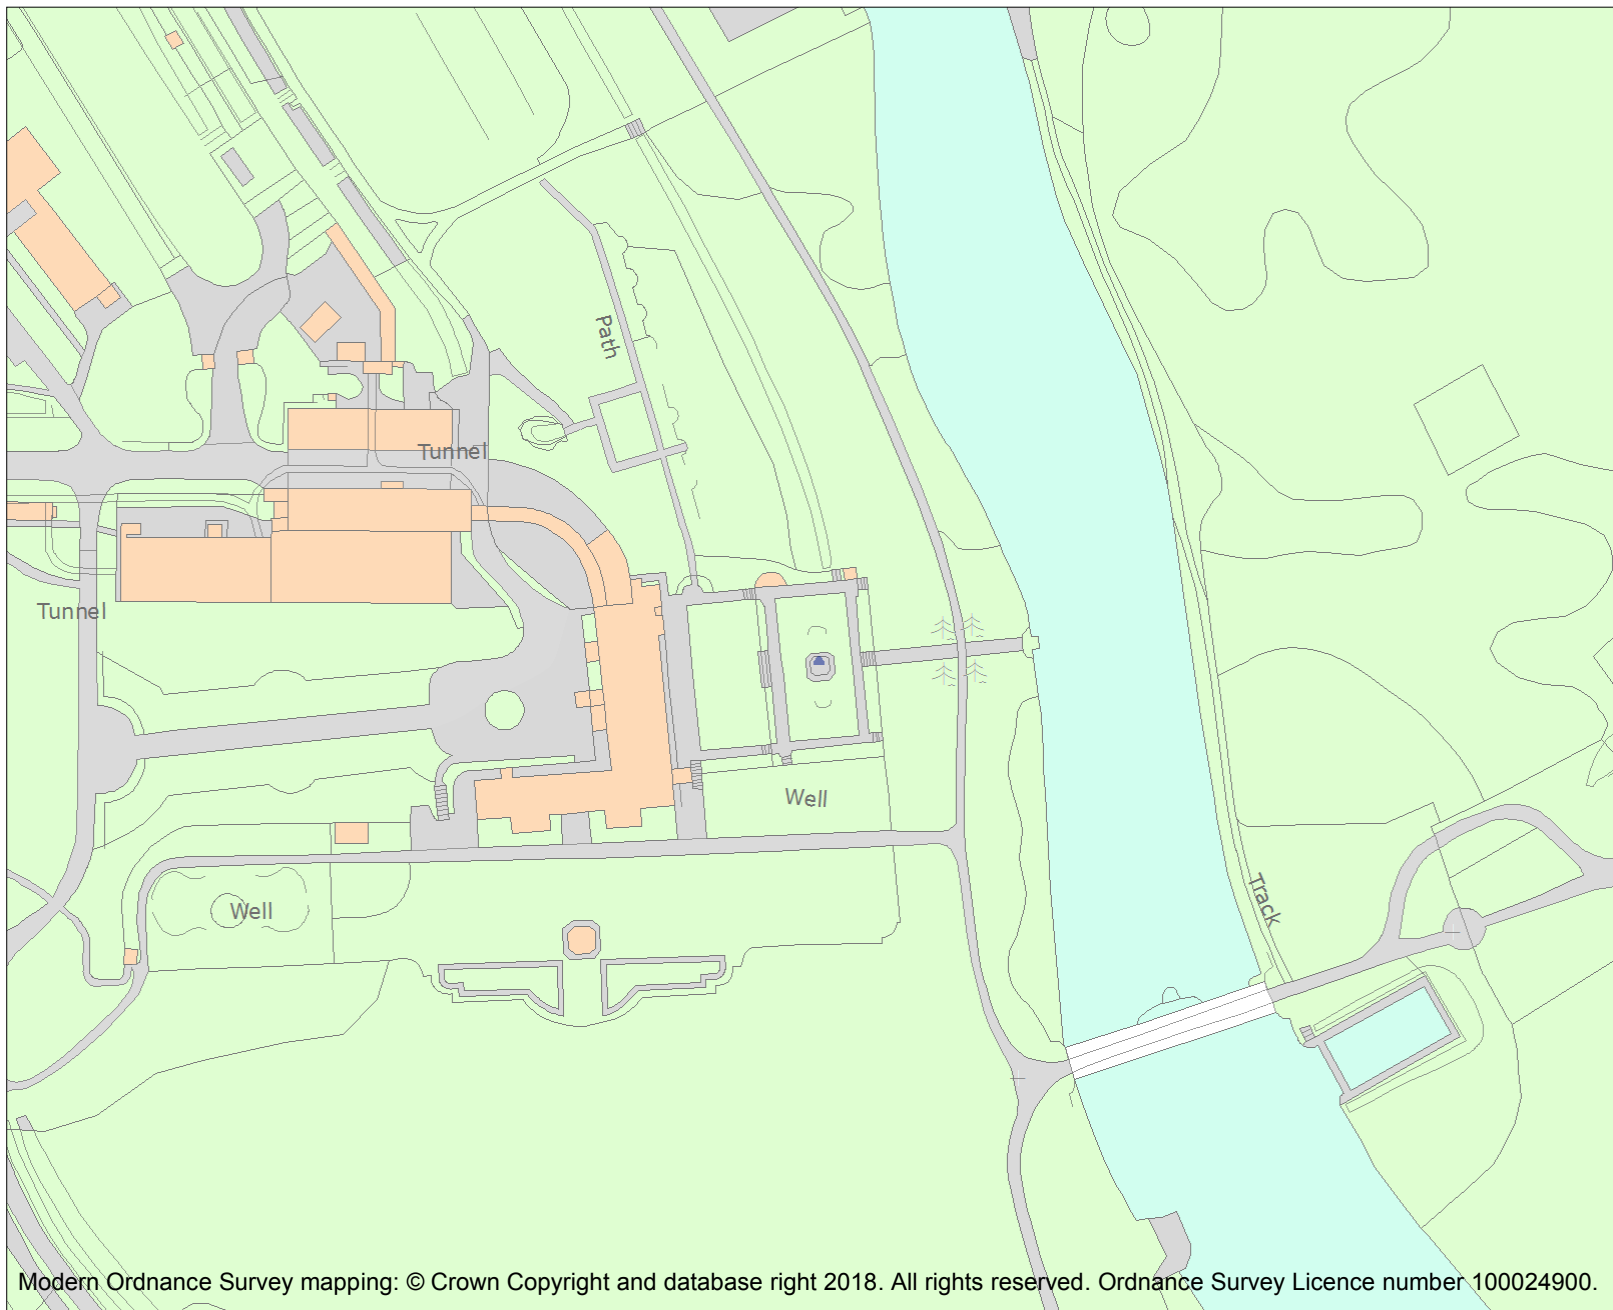 Path
Tunnel
Tunnel
Well
Track
Well
Modern Ordnance Survey mapping: © Crown Copyright and database right 2018. All rights reserved. Ordnance Survey Licence number 100024900.